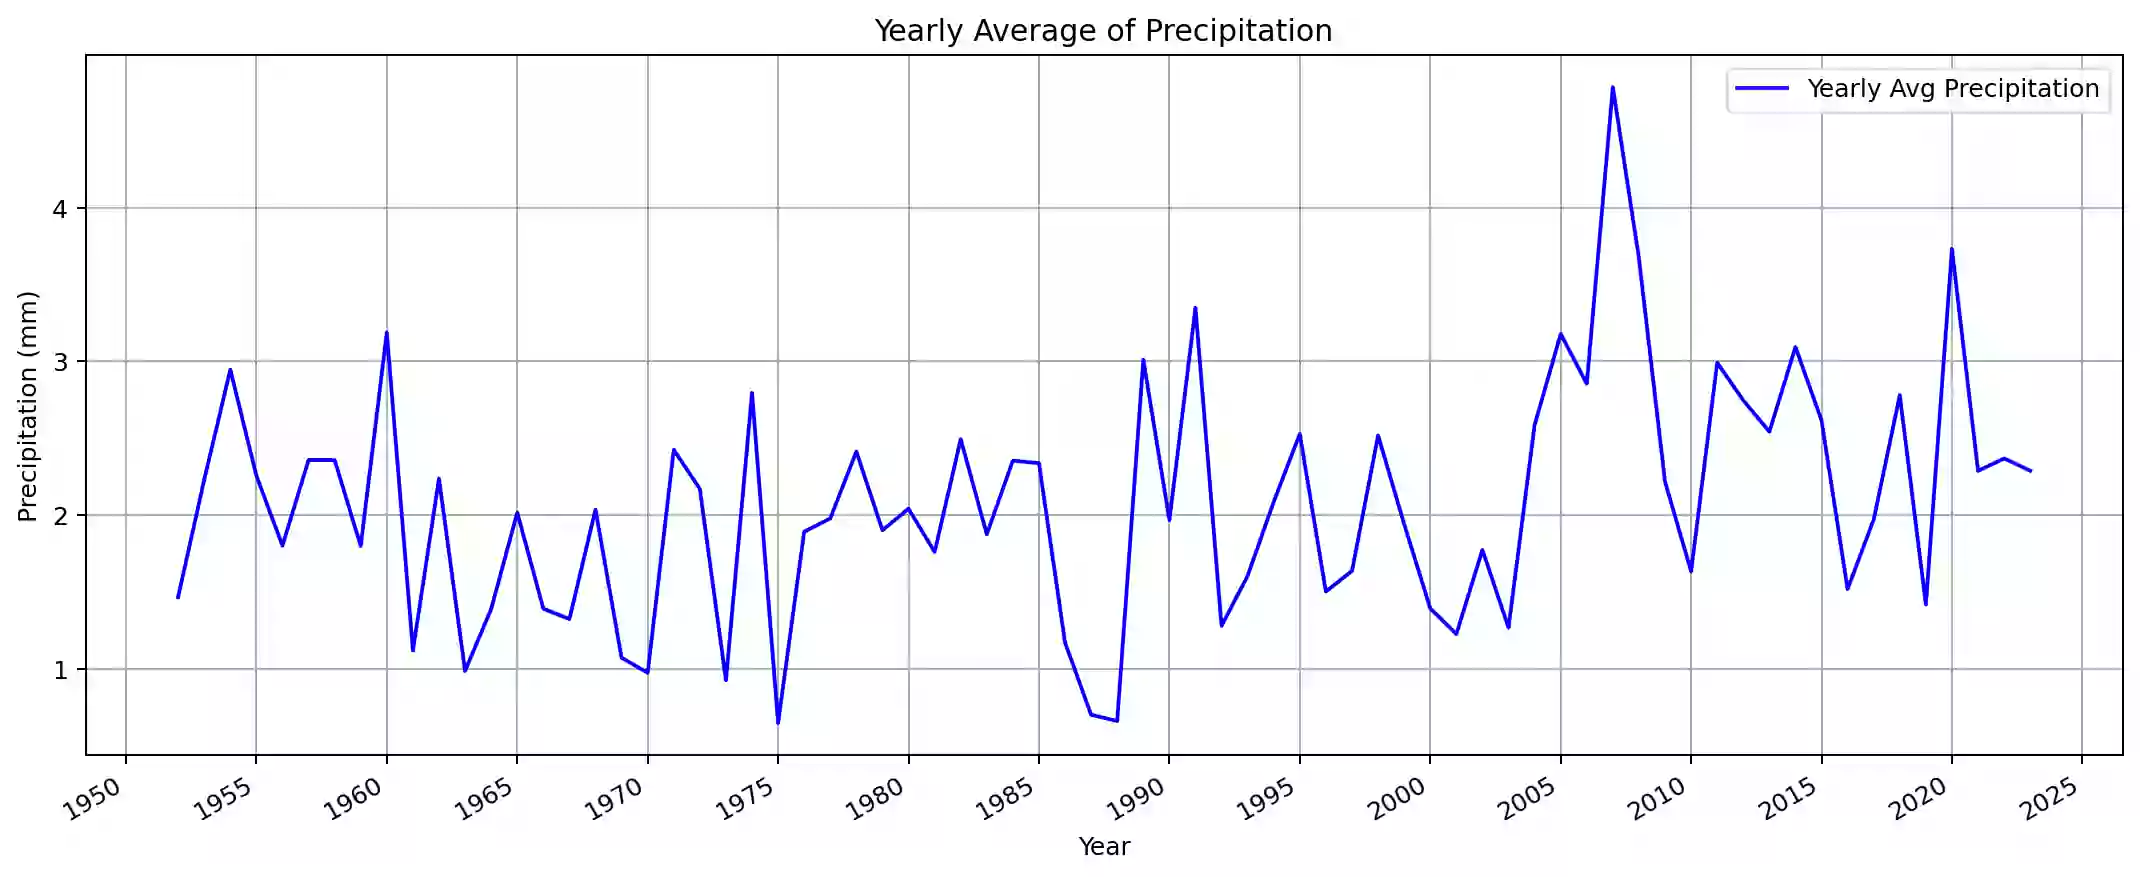 Yearly Average of Precipitation
Yearly Avg Precipitation
Precipitation (mm)
4
3
2
1
1950 1955 1960 1965 1970 1975 1980 1985 1990 1995 2000 2005 2010 2015 2020 2025
Year